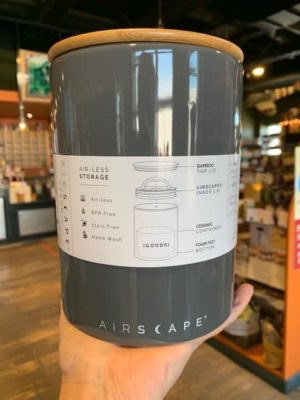 AIRSCAPE
AIR-LESS
STORAGE
Air-less
BPA Free
Stain Free
Hand Wash
BAMBOO
TOP LID
AIRSCAPE®
INNER LID
{GOODS}
CERAMIC
CONTAINER
FOAM FEET
BOTTOM
AIRSCAPE®